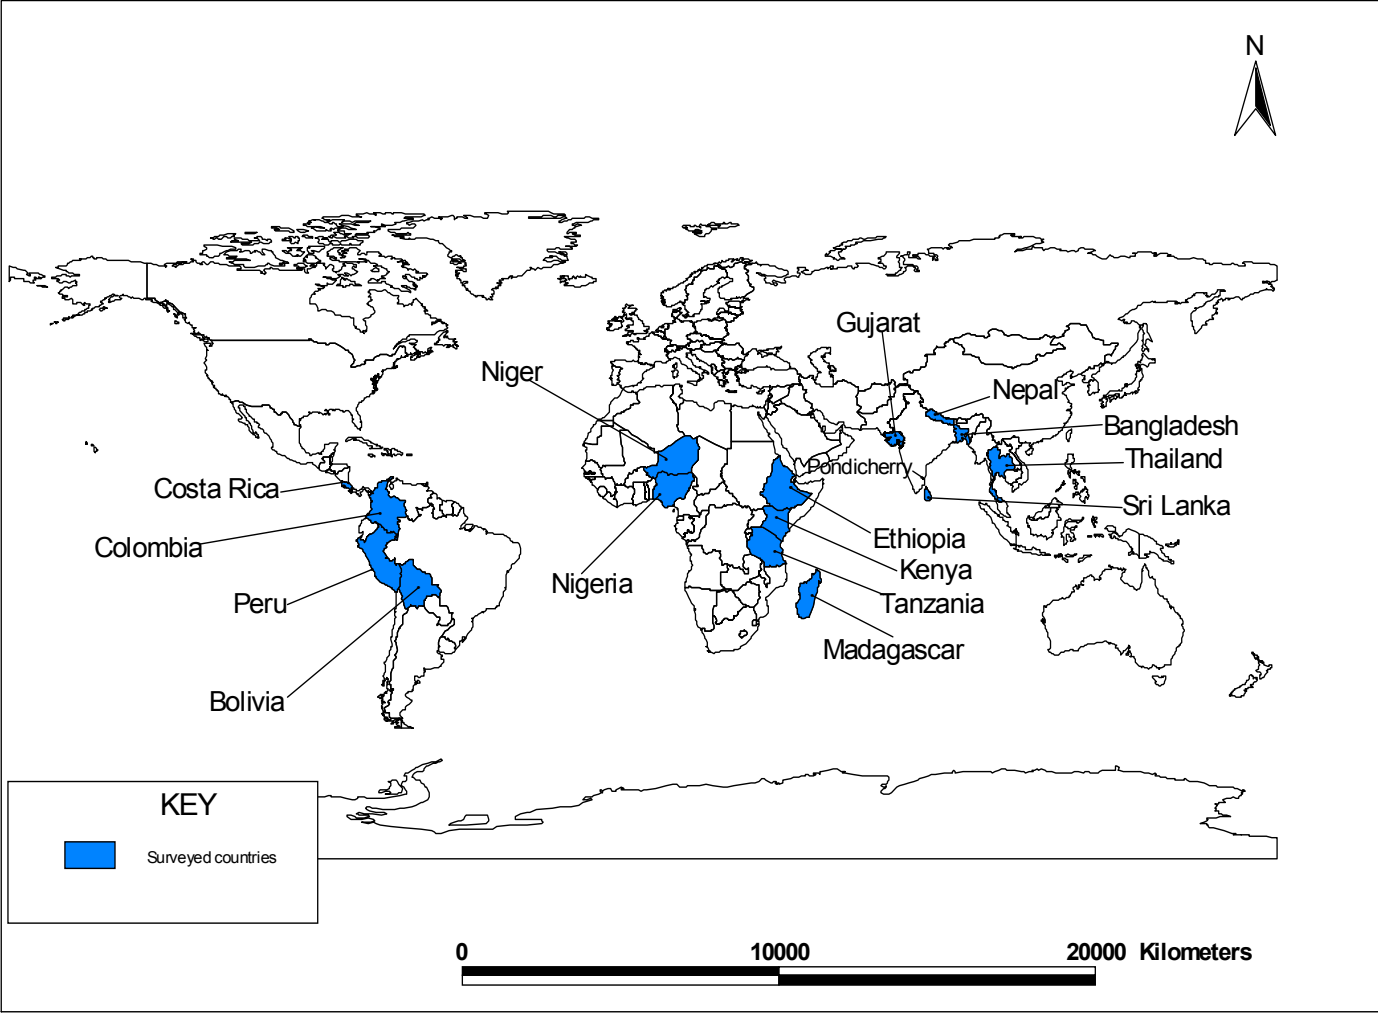 N
Gujarat
Niger
Nepal
Bangladesh
Thailand
Pondicherry
Costa Rica
Sri Lanka
Colombia
Ethiopia
Kenya
Nigeria
Peru
Tanzania
Madagascar
Bolivia
KEY
Surveyed countries
0 10000 20000 Kilometers